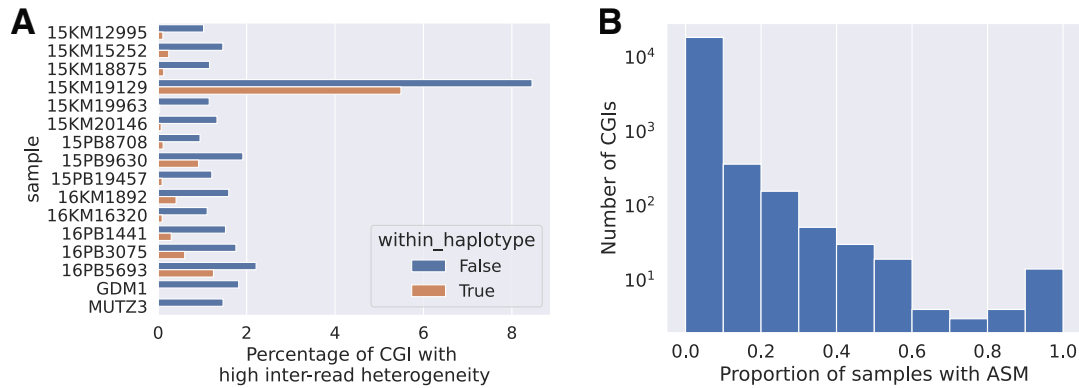 A
15KM12995
15KM15252
15KM18875
15KM19129
15KM19963
15KM20146
15PB8708
15PB9630
15PB19457
16KM1892
16KM16320
16PB1441
16PB3075
16PB5693
GDM1
MUTZ3
sample
within_haplotype
False
True
0 2 4 6 8
Percentage of CGI with
high inter-read heterogeneity
B
10⁴
10³
10²
10¹
Number of CGIs
0.0 0.2 0.4 0.6 0.8 1.0
Proportion of samples with ASM